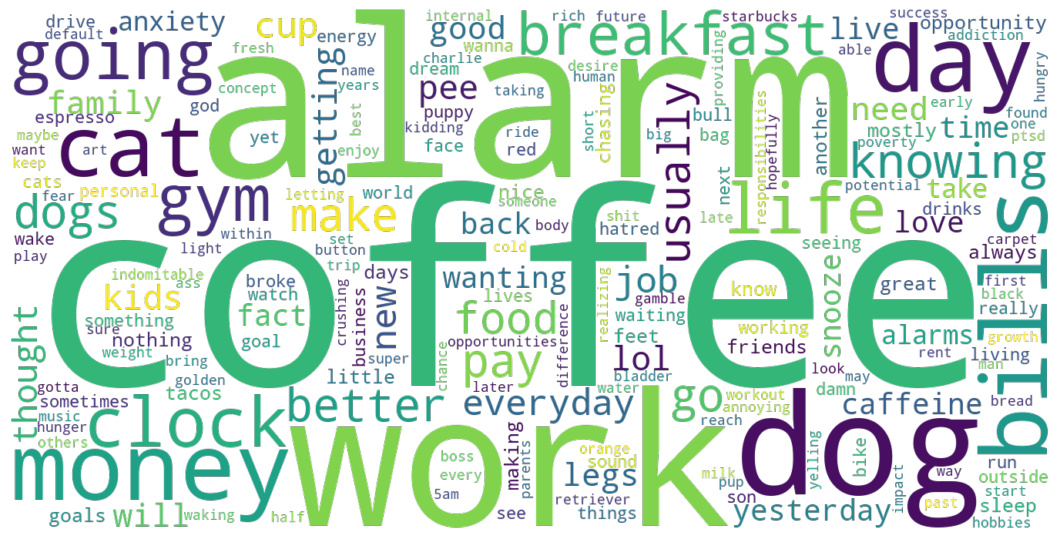 drive
default
anxiety
cup
energy
internal
good
wanna
rich
future
starbucks
breakfast
live
success
able
opportunity
addiction
going
alarm
day
fresh
concept
name
years
charlie
dream
desire
human
providing
hungry
family
god
getting
best
pee
puppy
kidding
taking
short
chasing
bull
bag
need
early
found
one
ptsd
espresso
yet
enjoy
face
ride
red
big
responsibilities
hopefully
another
mostly
time
poverty
maybe
want
keep
art
cat
usually
knowing
cats
fear
personal
gym
letting
world
nice
someone
next
late
life
potential
take
drinks
dogs
make
back
body
shit
hatred
love
bills
wake
play
within
light
set
button
trip
cold
seeing
always
carpet
first
coffee
indomitable
ass
kids
something
broke
watch
fact
goal
crushing
business
days
new
wanting
lives
food
opportunities
waiting
feet
realizing
job
gamble
know
working
friends
snooze
great
alarms
black
really
growth
rent
living
man
thought
sure
nothing
weight
bring
golden
tacos
super
little
chance
pay
later
difference
water
bladder
lol
look
may
damn
bread
gotta
sometimes
music
hunger
others
clock
better
everyday
go
reach
workout
annoying
dog
caffeine
way
run
outside
start
sleep
hobbies
money
work
boss
every
5am
making
parents
see
orange
sound
legs
retriever
things
milk
pup
son
yelling
bike
impact
past
yesterday
goals
will
waking
half